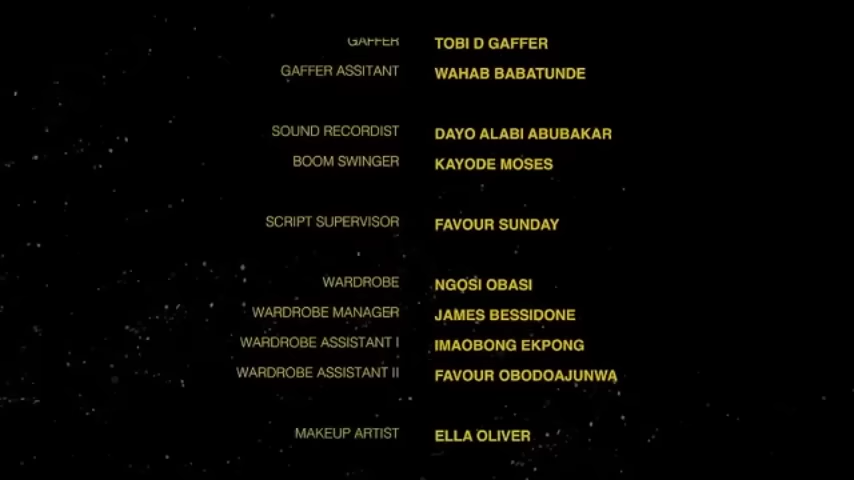 GAFFER TOBI D GAFFER
GAFFER ASSITANT WAHAB BABATUNDE
SOUND RECORDIST DAYO ALABI ABUBAKAR
BOOM SWINGER KAYODE MOSES
SCRIPT SUPERVISOR FAVOUR SUNDAY
WARDROBE NGOSI OBASI
WARDROBE MANAGER JAMES BESSIDONE
WARDROBE ASSISTANT I IMAOBONG EKPONG
WARDROBE ASSISTANT II FAVOUR OBODOAJUNWA
MAKEUP ARTIST ELLA OLIVER